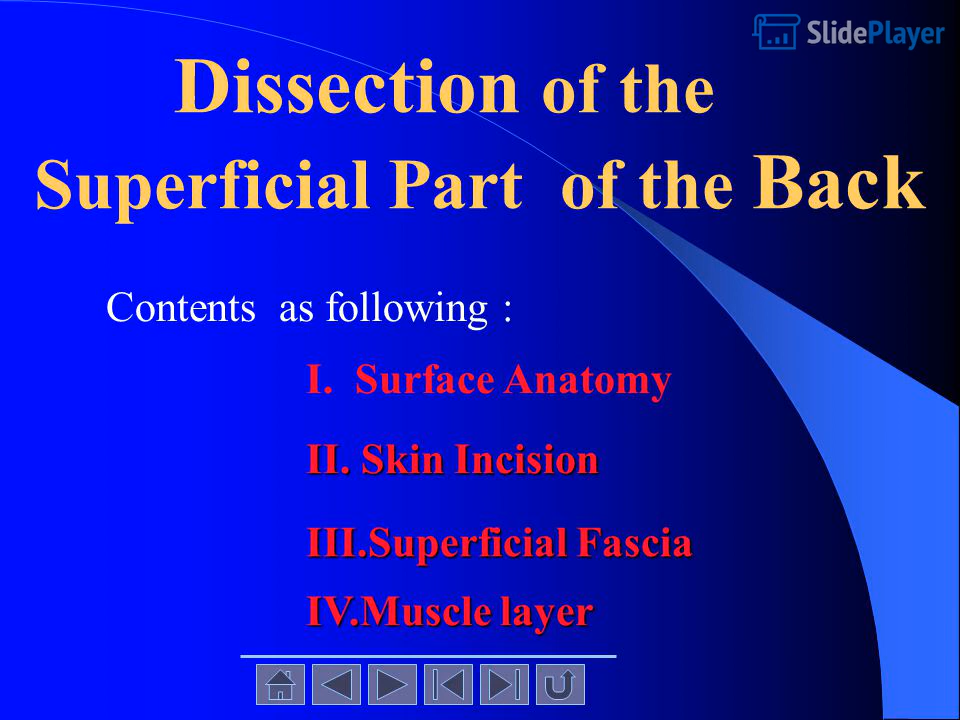 SlidePlayer
Dissection of the
Superficial Part of the Back
Contents as following :
I. Surface Anatomy
II. Skin Incision
III.Superficial Fascia
IV.Muscle layer